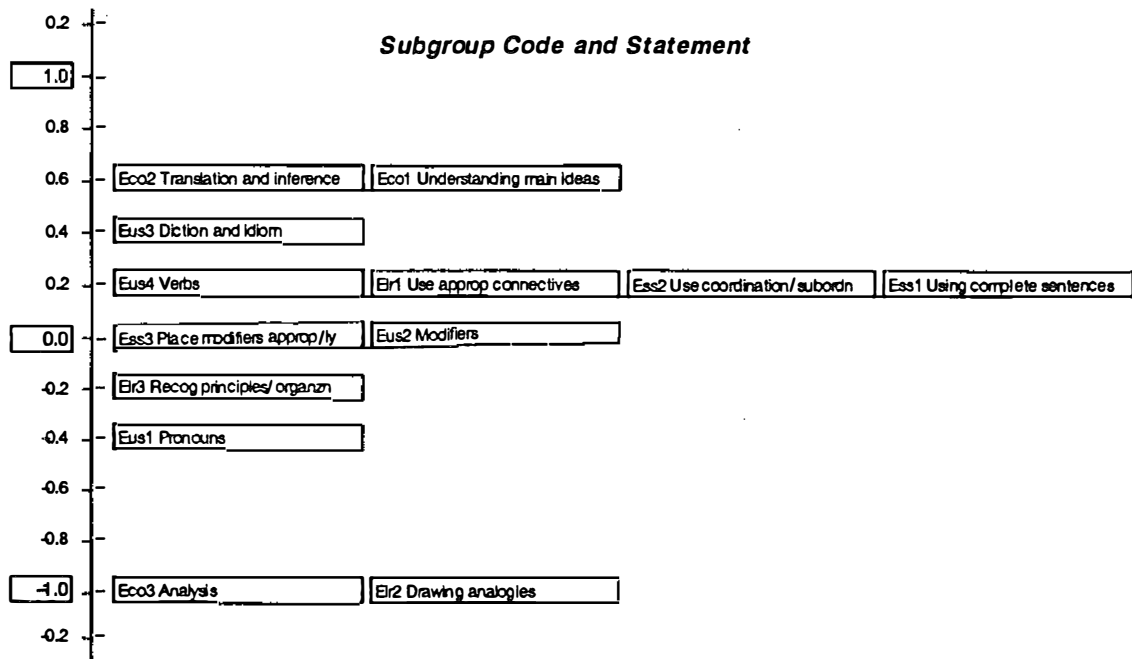 0.2
Subgroup Code and Statement
1.0
0.8
0.6 Eco2 Translation and inference Eco1 Understanding main ideas
0.4 Eus3 Diction and idiom
0.2 Eus4 Verbs Elr1 Use approp connectives Ess2 Use coordination/subordn Ess1 Using complete sentences
0.0 Ess3 Place modifiers approp/ly Eus2 Modifiers
-0.2 Elr3 Recog principles/organzn
-0.4 Eus1 Pronouns
-0.6
-0.8
-1.0 Eco3 Analysis Elr2 Drawing analogies
-0.2